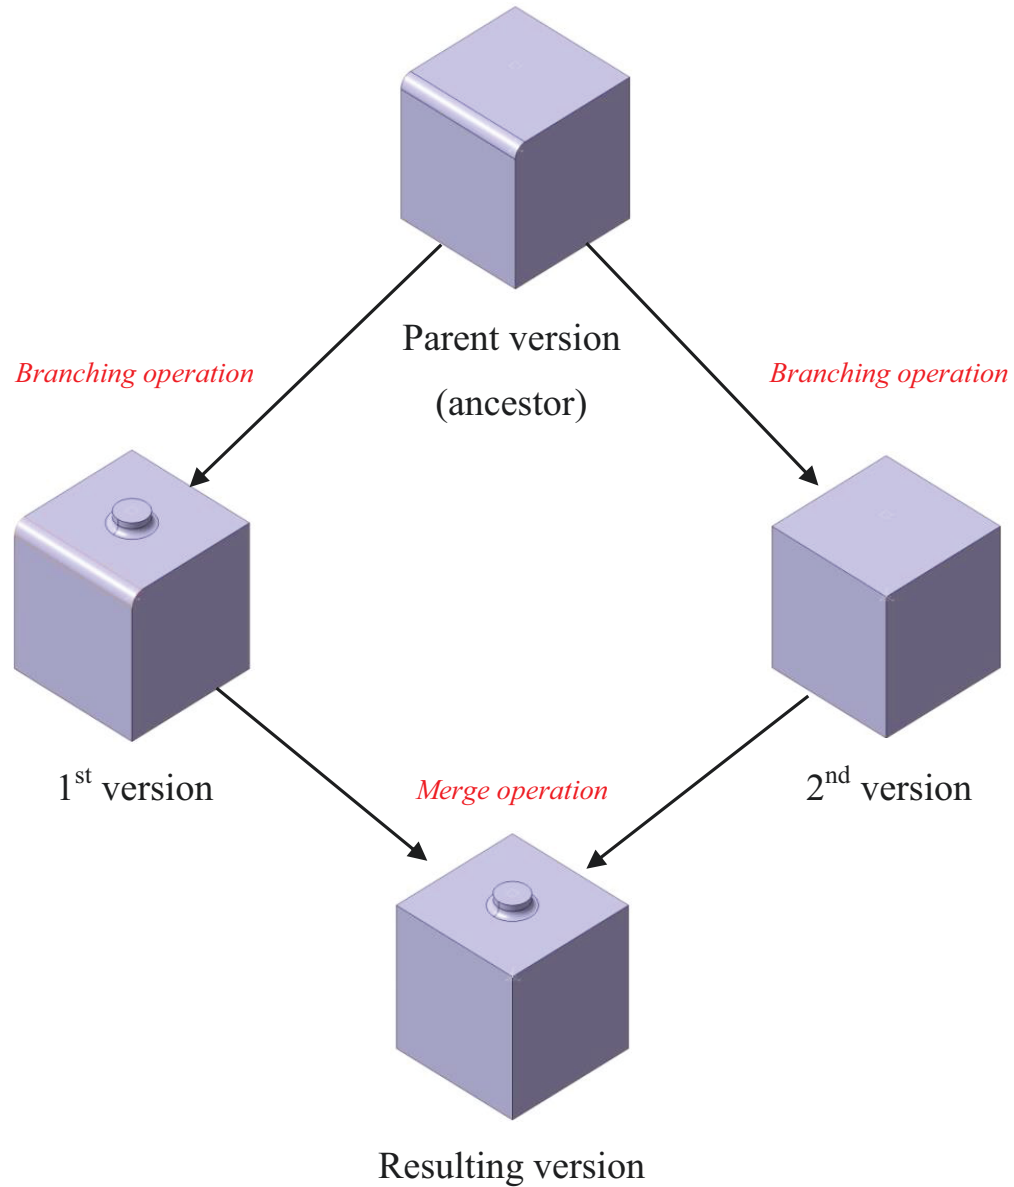 Parent version
(ancestor)
Branching operation
Branching operation
1st version
2nd version
Merge operation
Resulting version